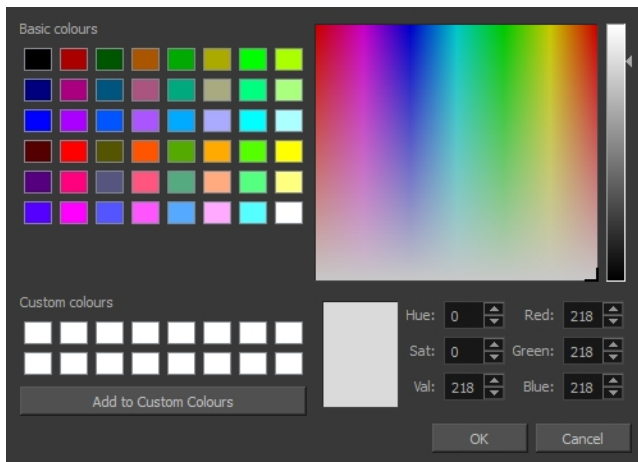 Basic colours
Custom colours
Add to Custom Colours
Hue: 0 Red: 218
Sat: 0 Green: 218
Val: 218 Blue: 218
OK Cancel